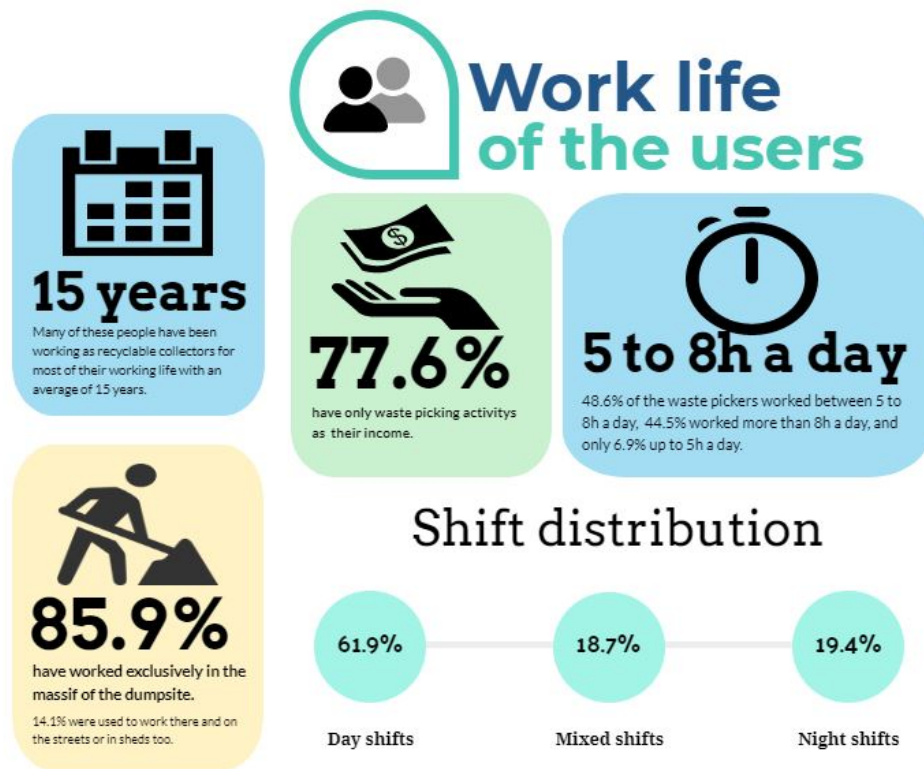 Work life
of the users
15 years
Many of these people have been
working as recyclable collectors for
most of their working life with an
average of 15 years.
77.6%
have only waste picking activitys
as their income.
5 to 8h a day
48.6% of the waste pickers worked between 5 to
8h a day, 44.5% worked more than 8h a day, and
only 6.9% up to 5h a day.
85.9%
have worked exclusively in the
massif of the dumpsite.
14.1% were used to work there and on
the streets or in sheds too.
Shift distribution
61.9%
18.7%
19.4%
Day shifts
Mixed shifts
Night shifts